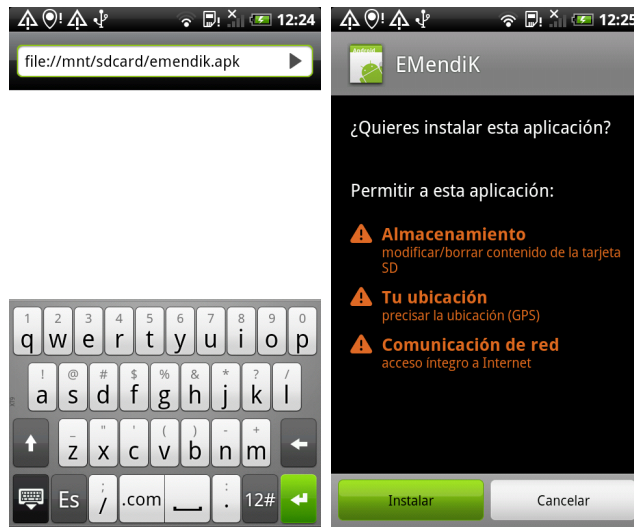 12:24
file://mnt/sdcard/emendik.apk
1 2 3 4 5 6 7 8 9 0
q w e r t y u i o p
! @ # $ % & * ? /
a s d f g h j k l
_ " ' ( ) - +
z x c v b n m
Es ; / .com : . 12#
12:25
Android
EMendiK
¿Quieres instalar esta aplicación?
Permitir a esta aplicación:
Almacenamiento
modificar/borrar contenido de la tarjeta
SD
Tu ubicación
precisar la ubicación (GPS)
Comunicación de red
acceso íntegro a Internet
Instalar
Cancelar